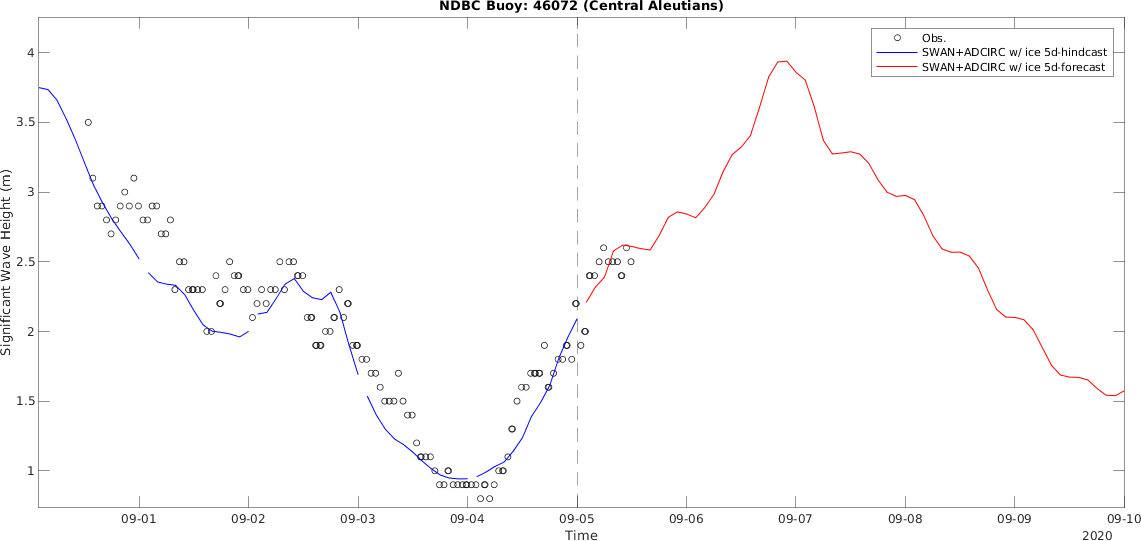 NDBC Buoy: 46072 (Central Aleutians)
Obs.
SWAN+ADCIRC w/ ice 5d-hindcast
SWAN+ADCIRC w/ ice 5d-forecast
Significant Wave Height (m)
4
3.5
3
2.5
2
1.5
1
09-01 09-02 09-03 09-04 09-05 09-06 09-07 09-08 09-09 09-10
Time
2020